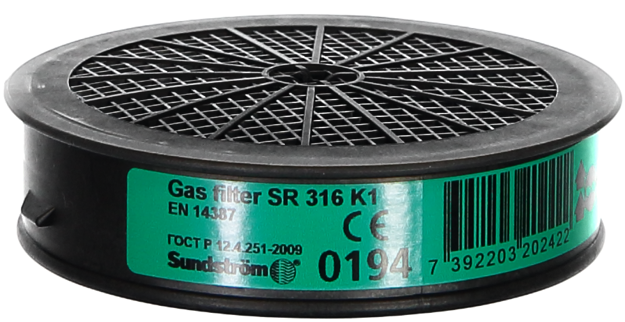 Gas filter SR 316 K1
EN 14387
CE
ГОСТ Р 12.4.251-2009
Sundström
0194
7 392203 202422